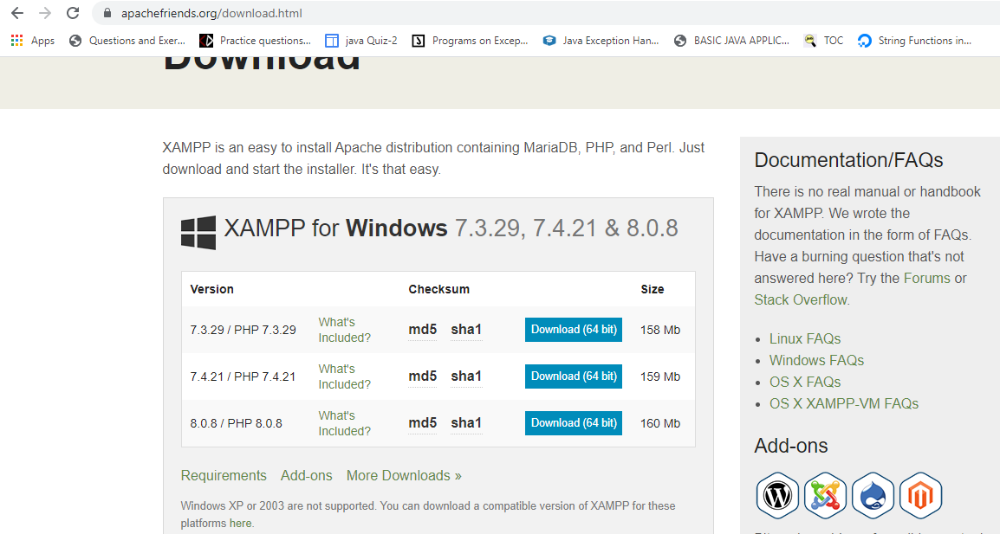 apachefriends.org/download.html
Apps Questions and Exer... Practice questions... java Quiz-2 Programs on Excep... Java Exception Han... BASIC JAVA APPLIC... TOC String Functions in...
Download
XAMPP is an easy to install Apache distribution containing MariaDB, PHP, and Perl. Just
download and start the installer. It's that easy.
XAMPP for Windows 7.3.29, 7.4.21 & 8.0.8
Version Checksum Size
7.3.29 / PHP 7.3.29 What's
Included? md5 sha1 Download (64 bit) 158 Mb
7.4.21 / PHP 7.4.21 What's
Included? md5 sha1 Download (64 bit) 159 Mb
8.0.8 / PHP 8.0.8 What's
Included? md5 sha1 Download (64 bit) 160 Mb
Requirements Add-ons More Downloads »
Windows XP or 2003 are not supported. You can download a compatible version of XAMPP for these
platforms here.
Documentation/FAQs
There is no real manual or handbook
for XAMPP. We wrote the
documentation in the form of FAQs.
Have a burning question that's not
answered here? Try the Forums or
Stack Overflow.
• Linux FAQs
• Windows FAQs
• OS X FAQs
• OS X XAMPP-VM FAQs
Add-ons